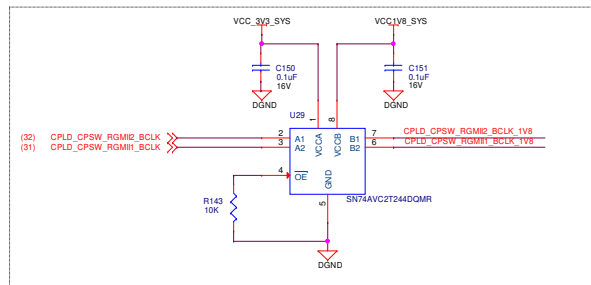 VCC_3V3_SYS
VCC1V8_SYS
C150
0.1uF
16V
C151
0.1uF
16V
DGND
DGND
U29
1
8
(32) CPLD_CPSW_RGMII2_BCLK
2
A1
VCCA
VCCB
B1
7
CPLD_CPSW_RGMII2_BCLK_1V8
(31) CPLD_CPSW_RGMII1_BCLK
3
A2
B2
6
CPLD_CPSW_RGMII1_BCLK_1V8
4
OE
GND
R143
10K
5
SN74AVC2T244DQMR
DGND